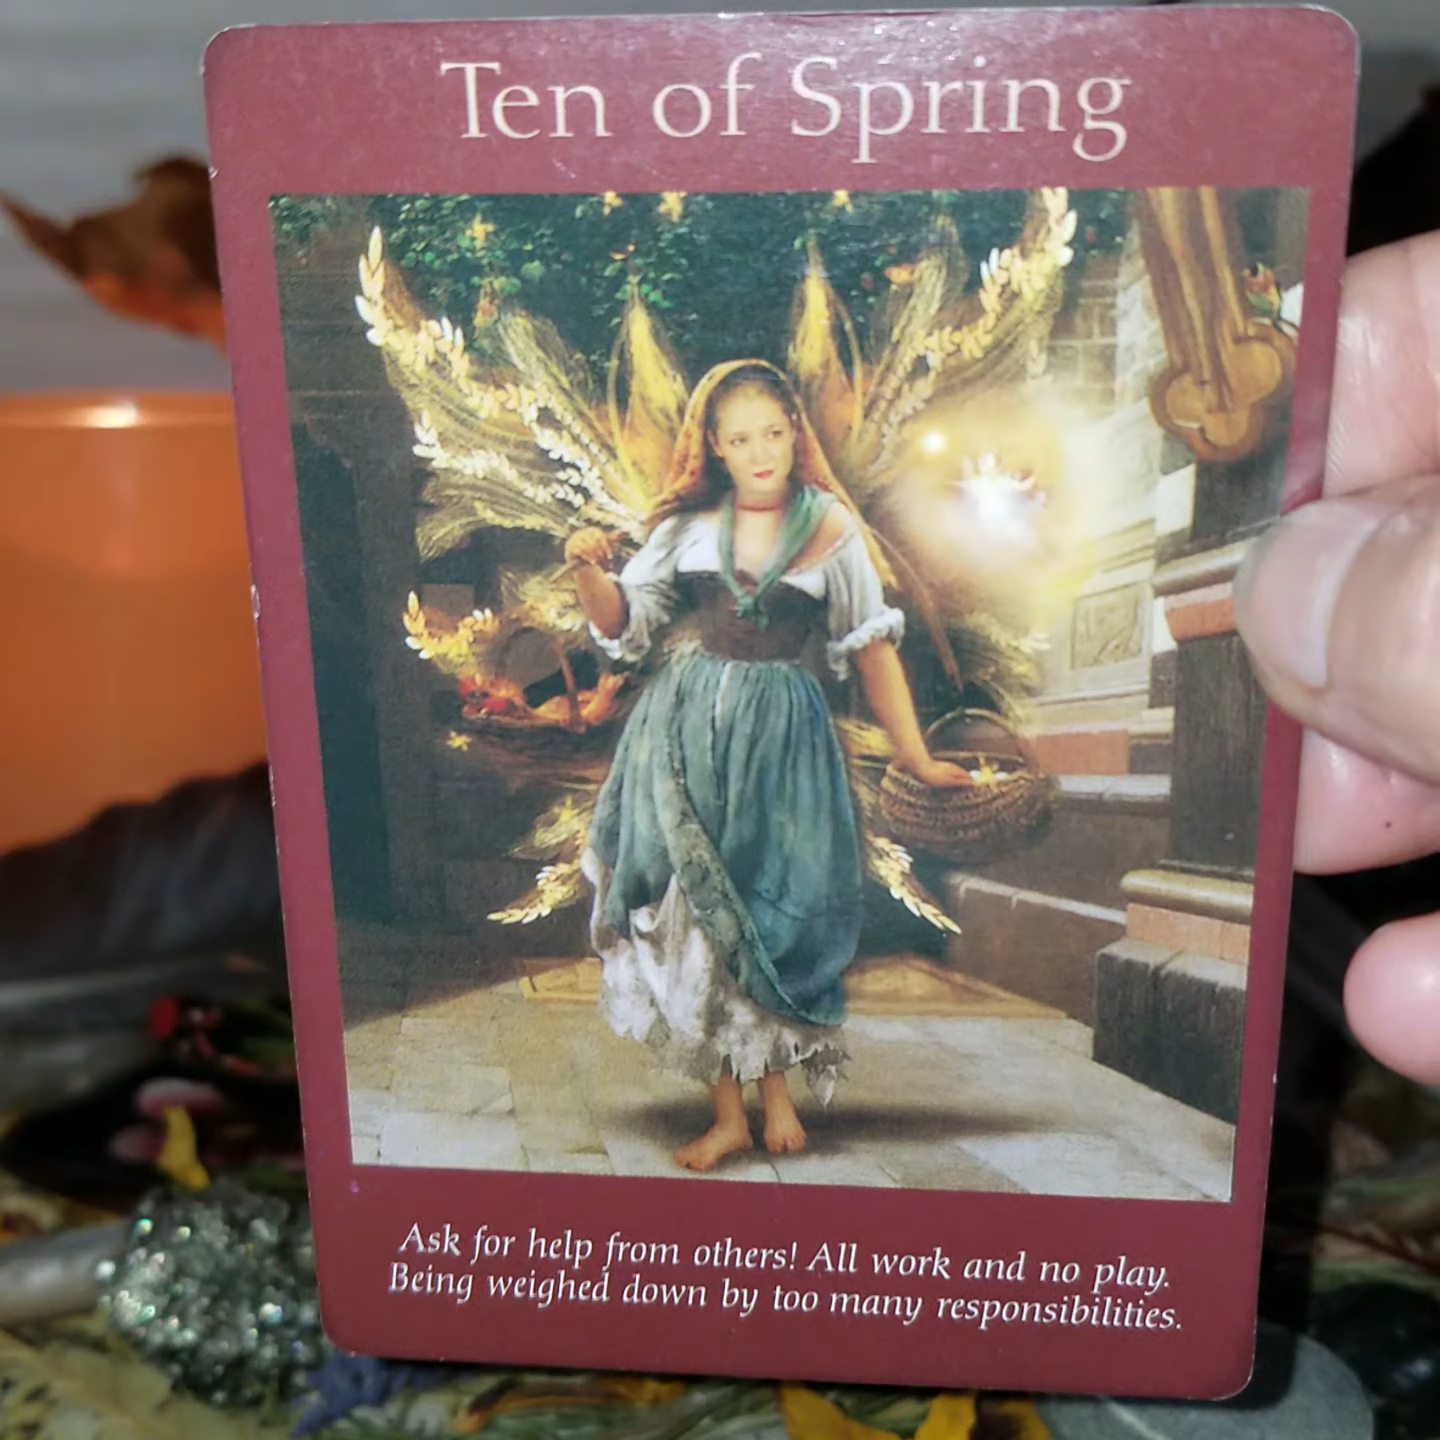 Ten of Spring
Ask for help from others! All work and no play.
Being weighed down by too many responsibilities.